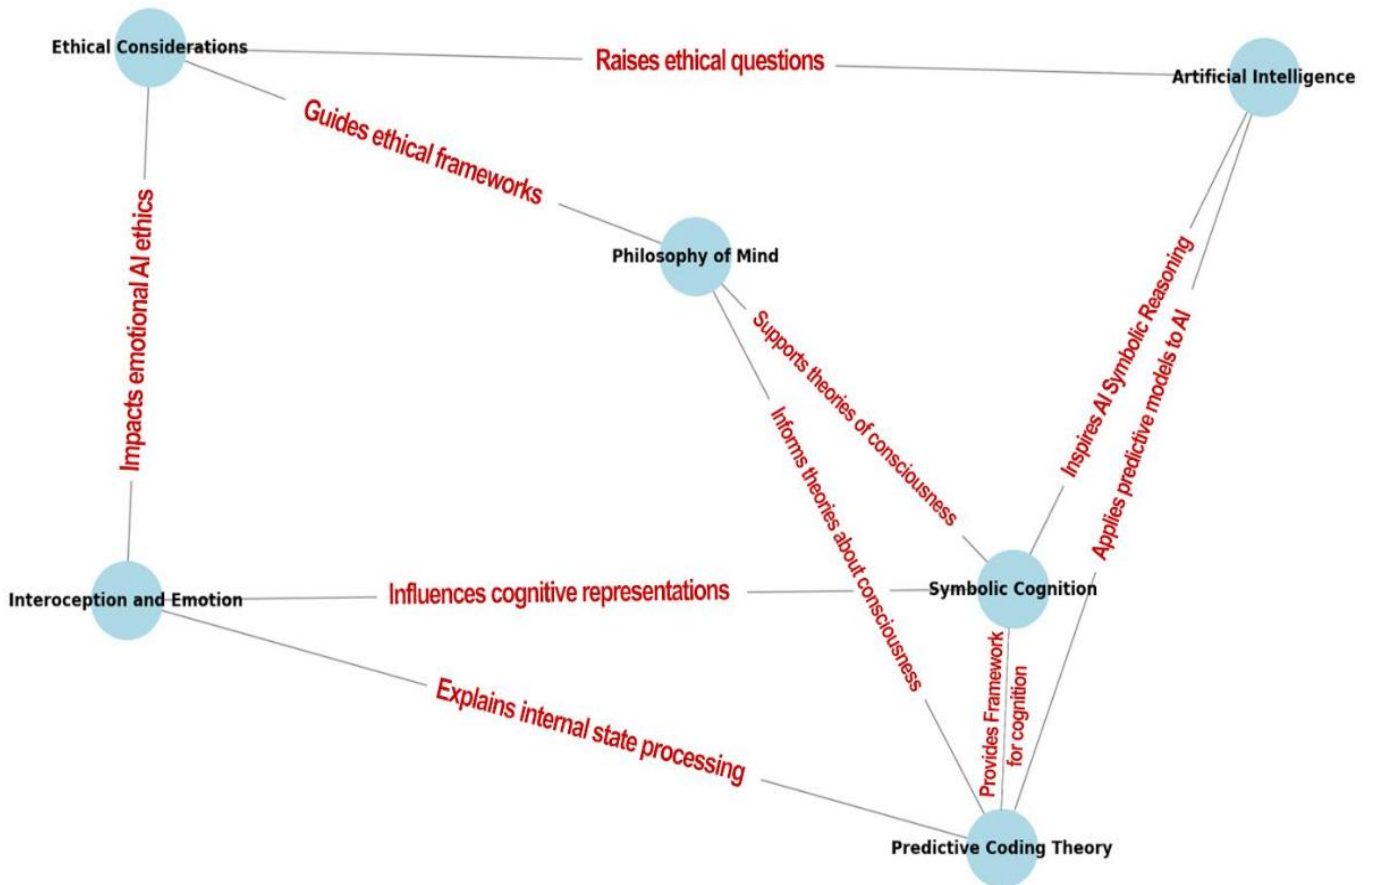 Ethical Considerations
Raises ethical questions
Artificial Intelligence
Guides ethical frameworks
Impacts emotional AI ethics
Philosophy of Mind
Inspires AI Symbolic Reasoning
Supports theories of consciousness
Applies predictive models to AI
Informs theories about consciousness
Interoception and Emotion
Influences cognitive representations
Symbolic Cognition
Provides Framework
for cognition
Explains internal state processing
Predictive Coding Theory